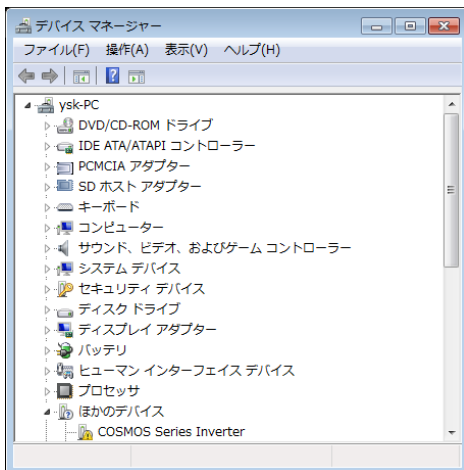 デバイス マネージャー
ファイル(F) 操作(A) 表示(V) ヘルプ(H)
ysk-PC
DVD/CD-ROM ドライブ
IDE ATA/ATAPI コントローラー
PCMCIA アダプター
SD ホスト アダプター
キーボード
コンピューター
サウンド、ビデオ、およびゲーム コントローラー
システム デバイス
セキュリティ デバイス
ディスク ドライブ
ディスプレイ アダプター
バッテリ
ヒューマン インターフェイス デバイス
プロセッサ
ほかのデバイス
COSMOS Series Inverter